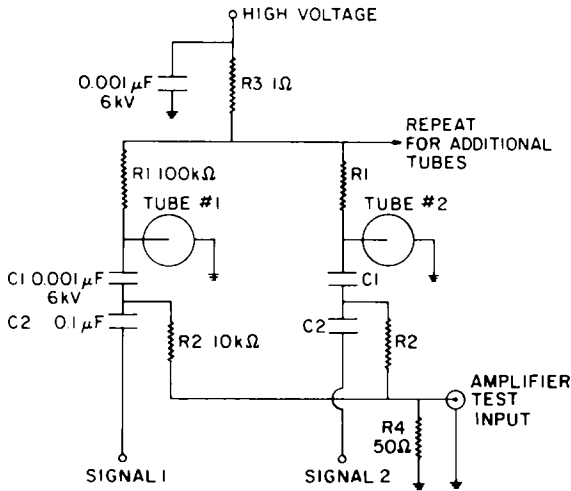 HIGH VOLTAGE
0.001 μF
6kV
R3 1Ω
REPEAT
FOR ADDITIONAL
TUBES
R1 100kΩ
R1
TUBE #1
TUBE #2
C1 0.001 μF
6kV
C1
C2 0.1 μF
C2
R2 10kΩ
R2
AMPLIFIER
TEST
INPUT
R4
50Ω
SIGNAL 1
SIGNAL 2